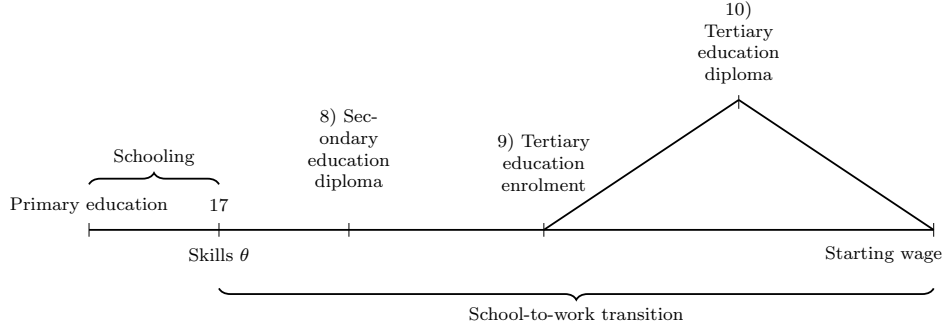 10)
Tertiary
education
diploma
8) Sec-
ondary
education
diploma
9) Tertiary
education
enrolment
Schooling
Primary education
17
Skills θ
Starting wage
School-to-work transition